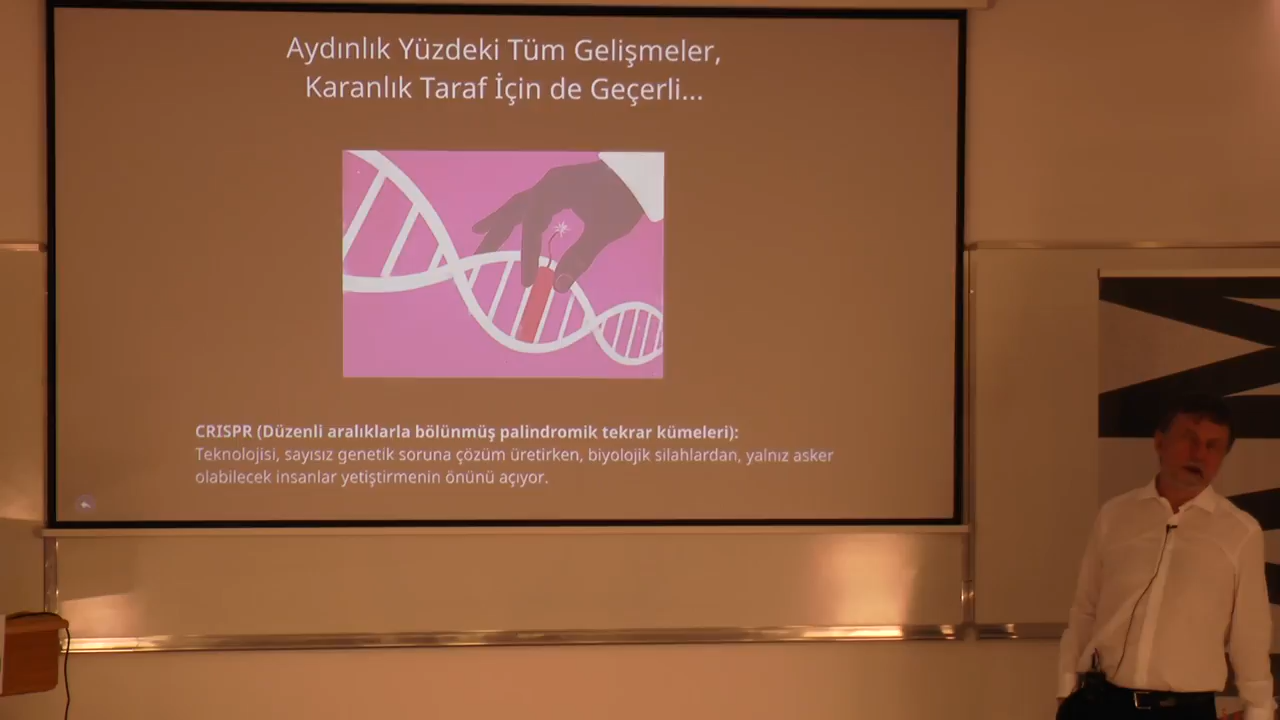 Aydınlık Yüzdeki Tüm Gelişmeler,
Karanlık Taraf İçin de Geçerli...
CRISPR (Düzenli aralıklarla bölünmüş palindromik tekrar kümeleri):
Teknolojisi, sayısız genetik soruna çözüm üretirken, biyolojik silahlardan, yalnız asker
olabilecek insanlar yetiştirmenin önünü açıyor.